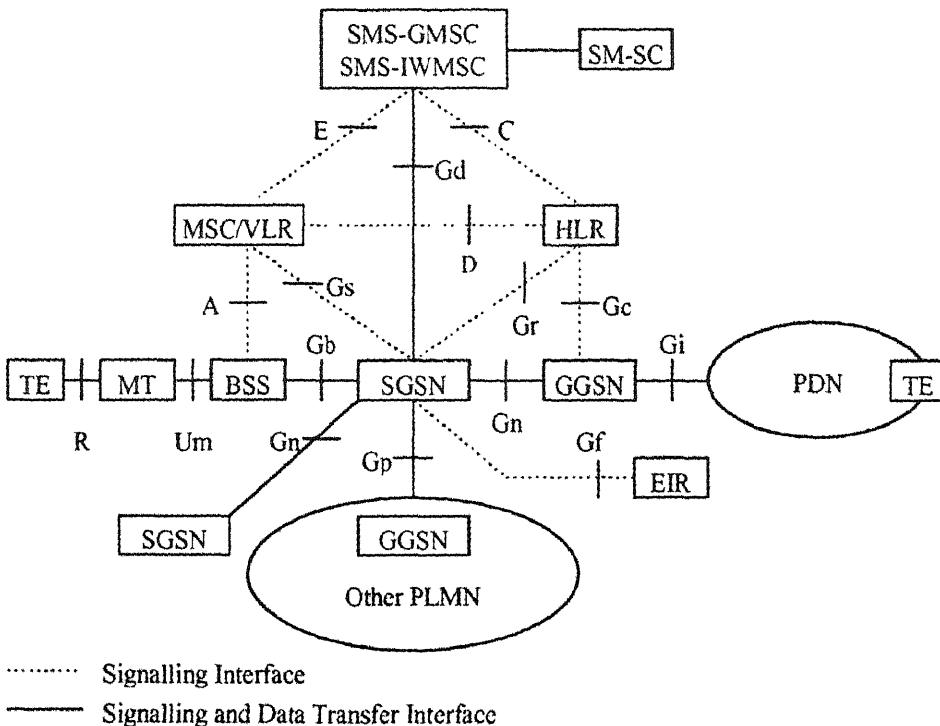 SMS-GMSC
SMS-IWMSC
SM-SC
E
C
Gd
MSC/VLR
HLR
D
A
Gs
Gr
Gc
Gb
Gi
TE
MT
BSS
SGSN
GGSN
PDN
TE
R
Um
Gn
Gn
Gp
Gf
EIR
SGSN
GGSN
Other PLMN
Signalling Interface
Signalling and Data Transfer Interface